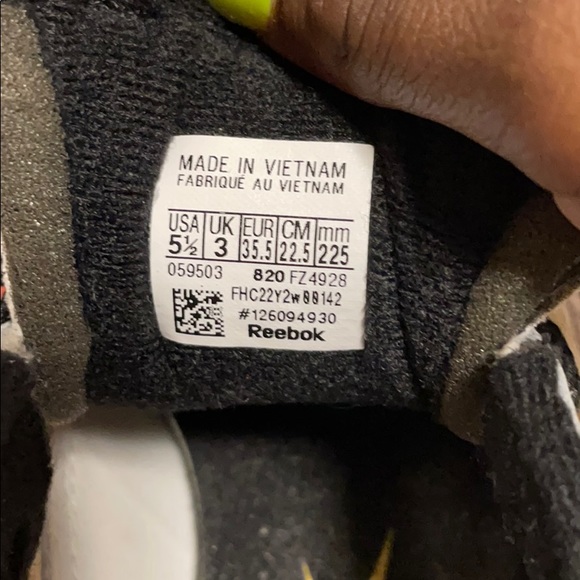 MADE IN VIETNAM
FABRIQUÉ AU VIETNAM
USA UK EUR CM mm
5½ 3 35.5 22.5 225
059503 820 FZ4928
FHC22Y2w00142
#126094930
Reebok